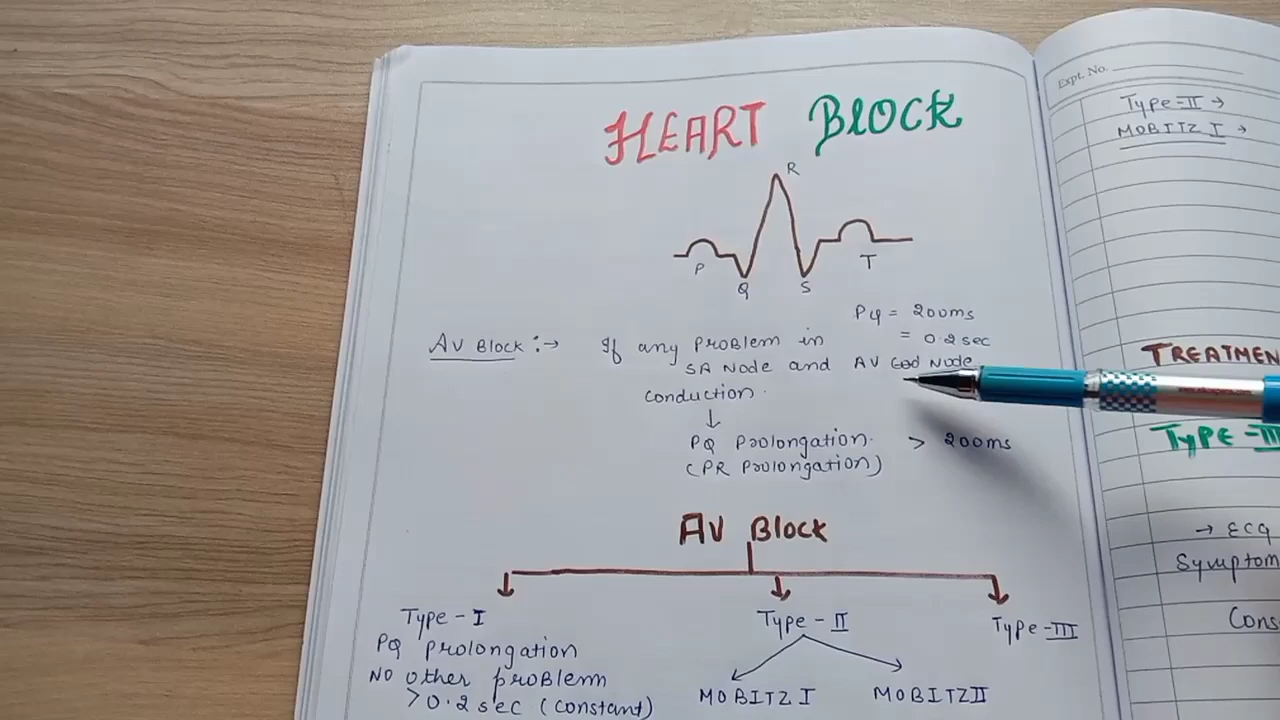 HEART BLOCK
R
P
Q
S
T
PQ = 200ms
= 0.2 sec
AV BLOCK :→ If any problem in
SA Node and AV Node
conduction.
↓
PQ Prolongation. > 200ms
(PR Prolongation)
AV Block
Type - I
PQ prolongation
NO other problem
>0.2 sec (constant)
Type - II
MOBITZ I
MOBITZ II
Type - III
Expt. No.
Type-II →
MOBITZ I →
TREATMEN
TYPE-III
→ ECG
Symptom
Cons